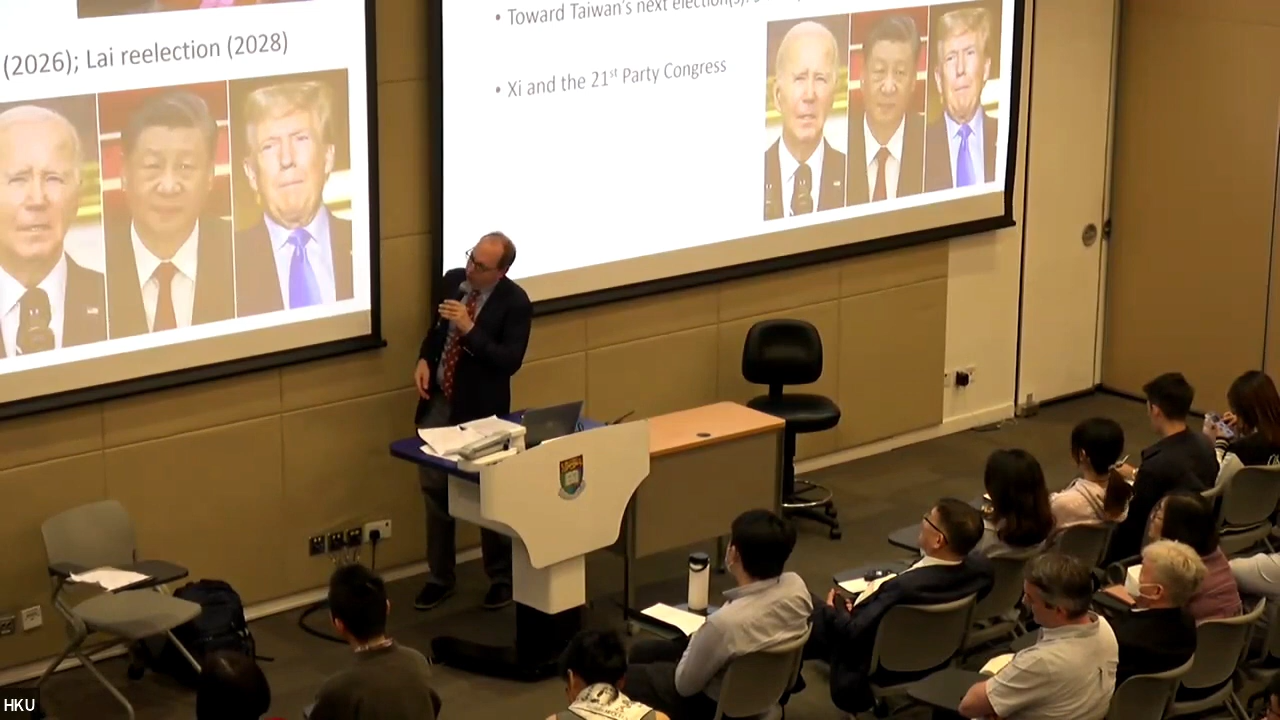 (2026); Lai reelection (2028)
• Toward Taiwan's next election(s):
• Xi and the 21st Party Congress
HKU